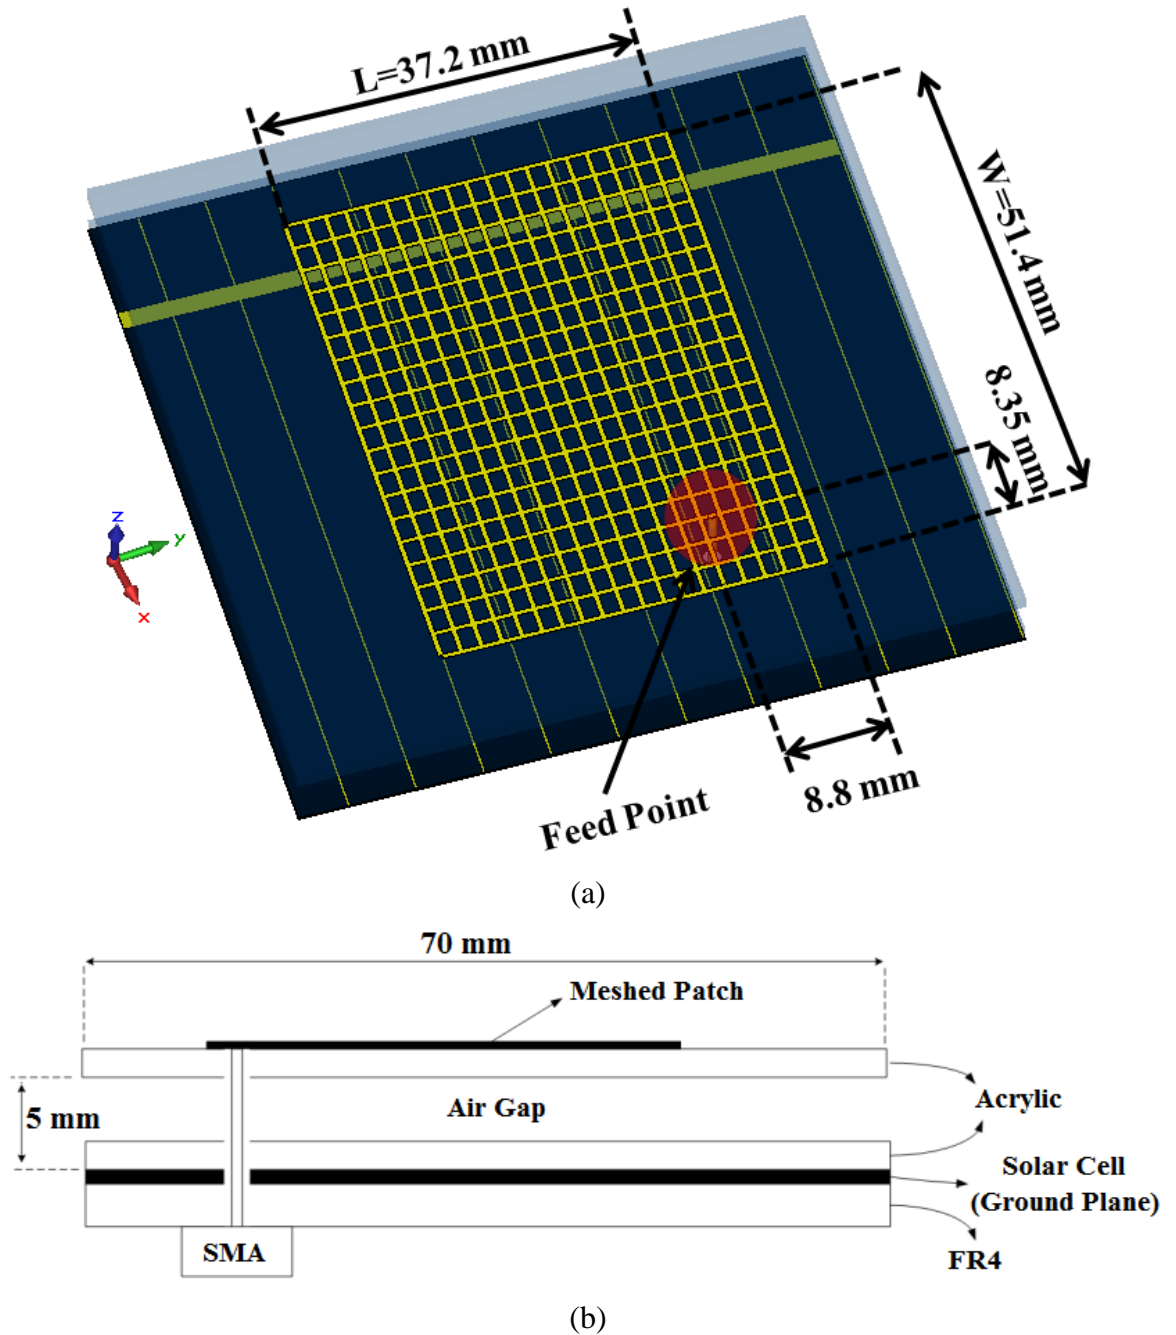 L=37.2 mm
W=51.4 mm
8.35 mm
z
y
x
8.8 mm
Feed Point
(a)
70 mm
Meshed Patch
Air Gap
5 mm
Acrylic
Solar Cell
(Ground Plane)
SMA
FR4
(b)